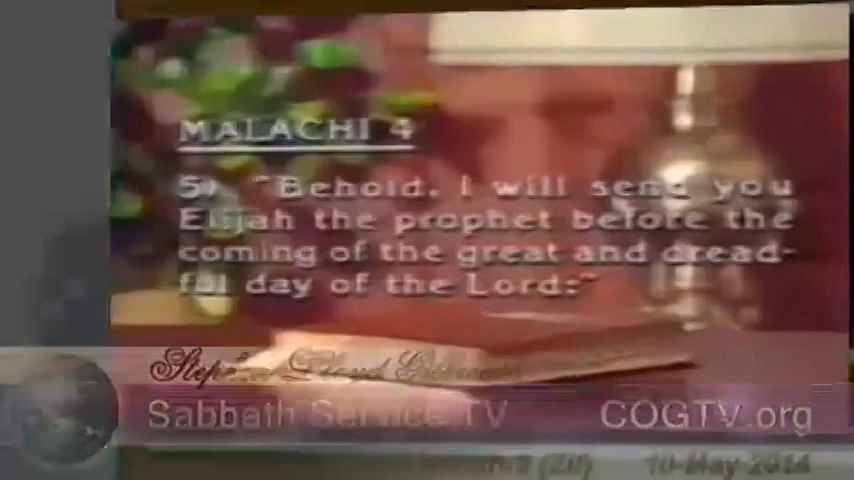 MALACHI 4
5) "Behold, I will send you
Elijah the prophet before the
coming of the great and dread-
ful day of the Lord:"
Sabbath Service TV
COGTV.org
10-May-2014